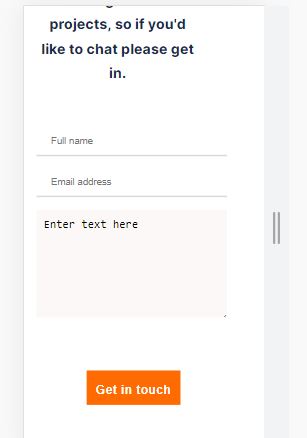 projects, so if you'd
like to chat please get
in.
Full name
Email address
Enter text here
Get in touch